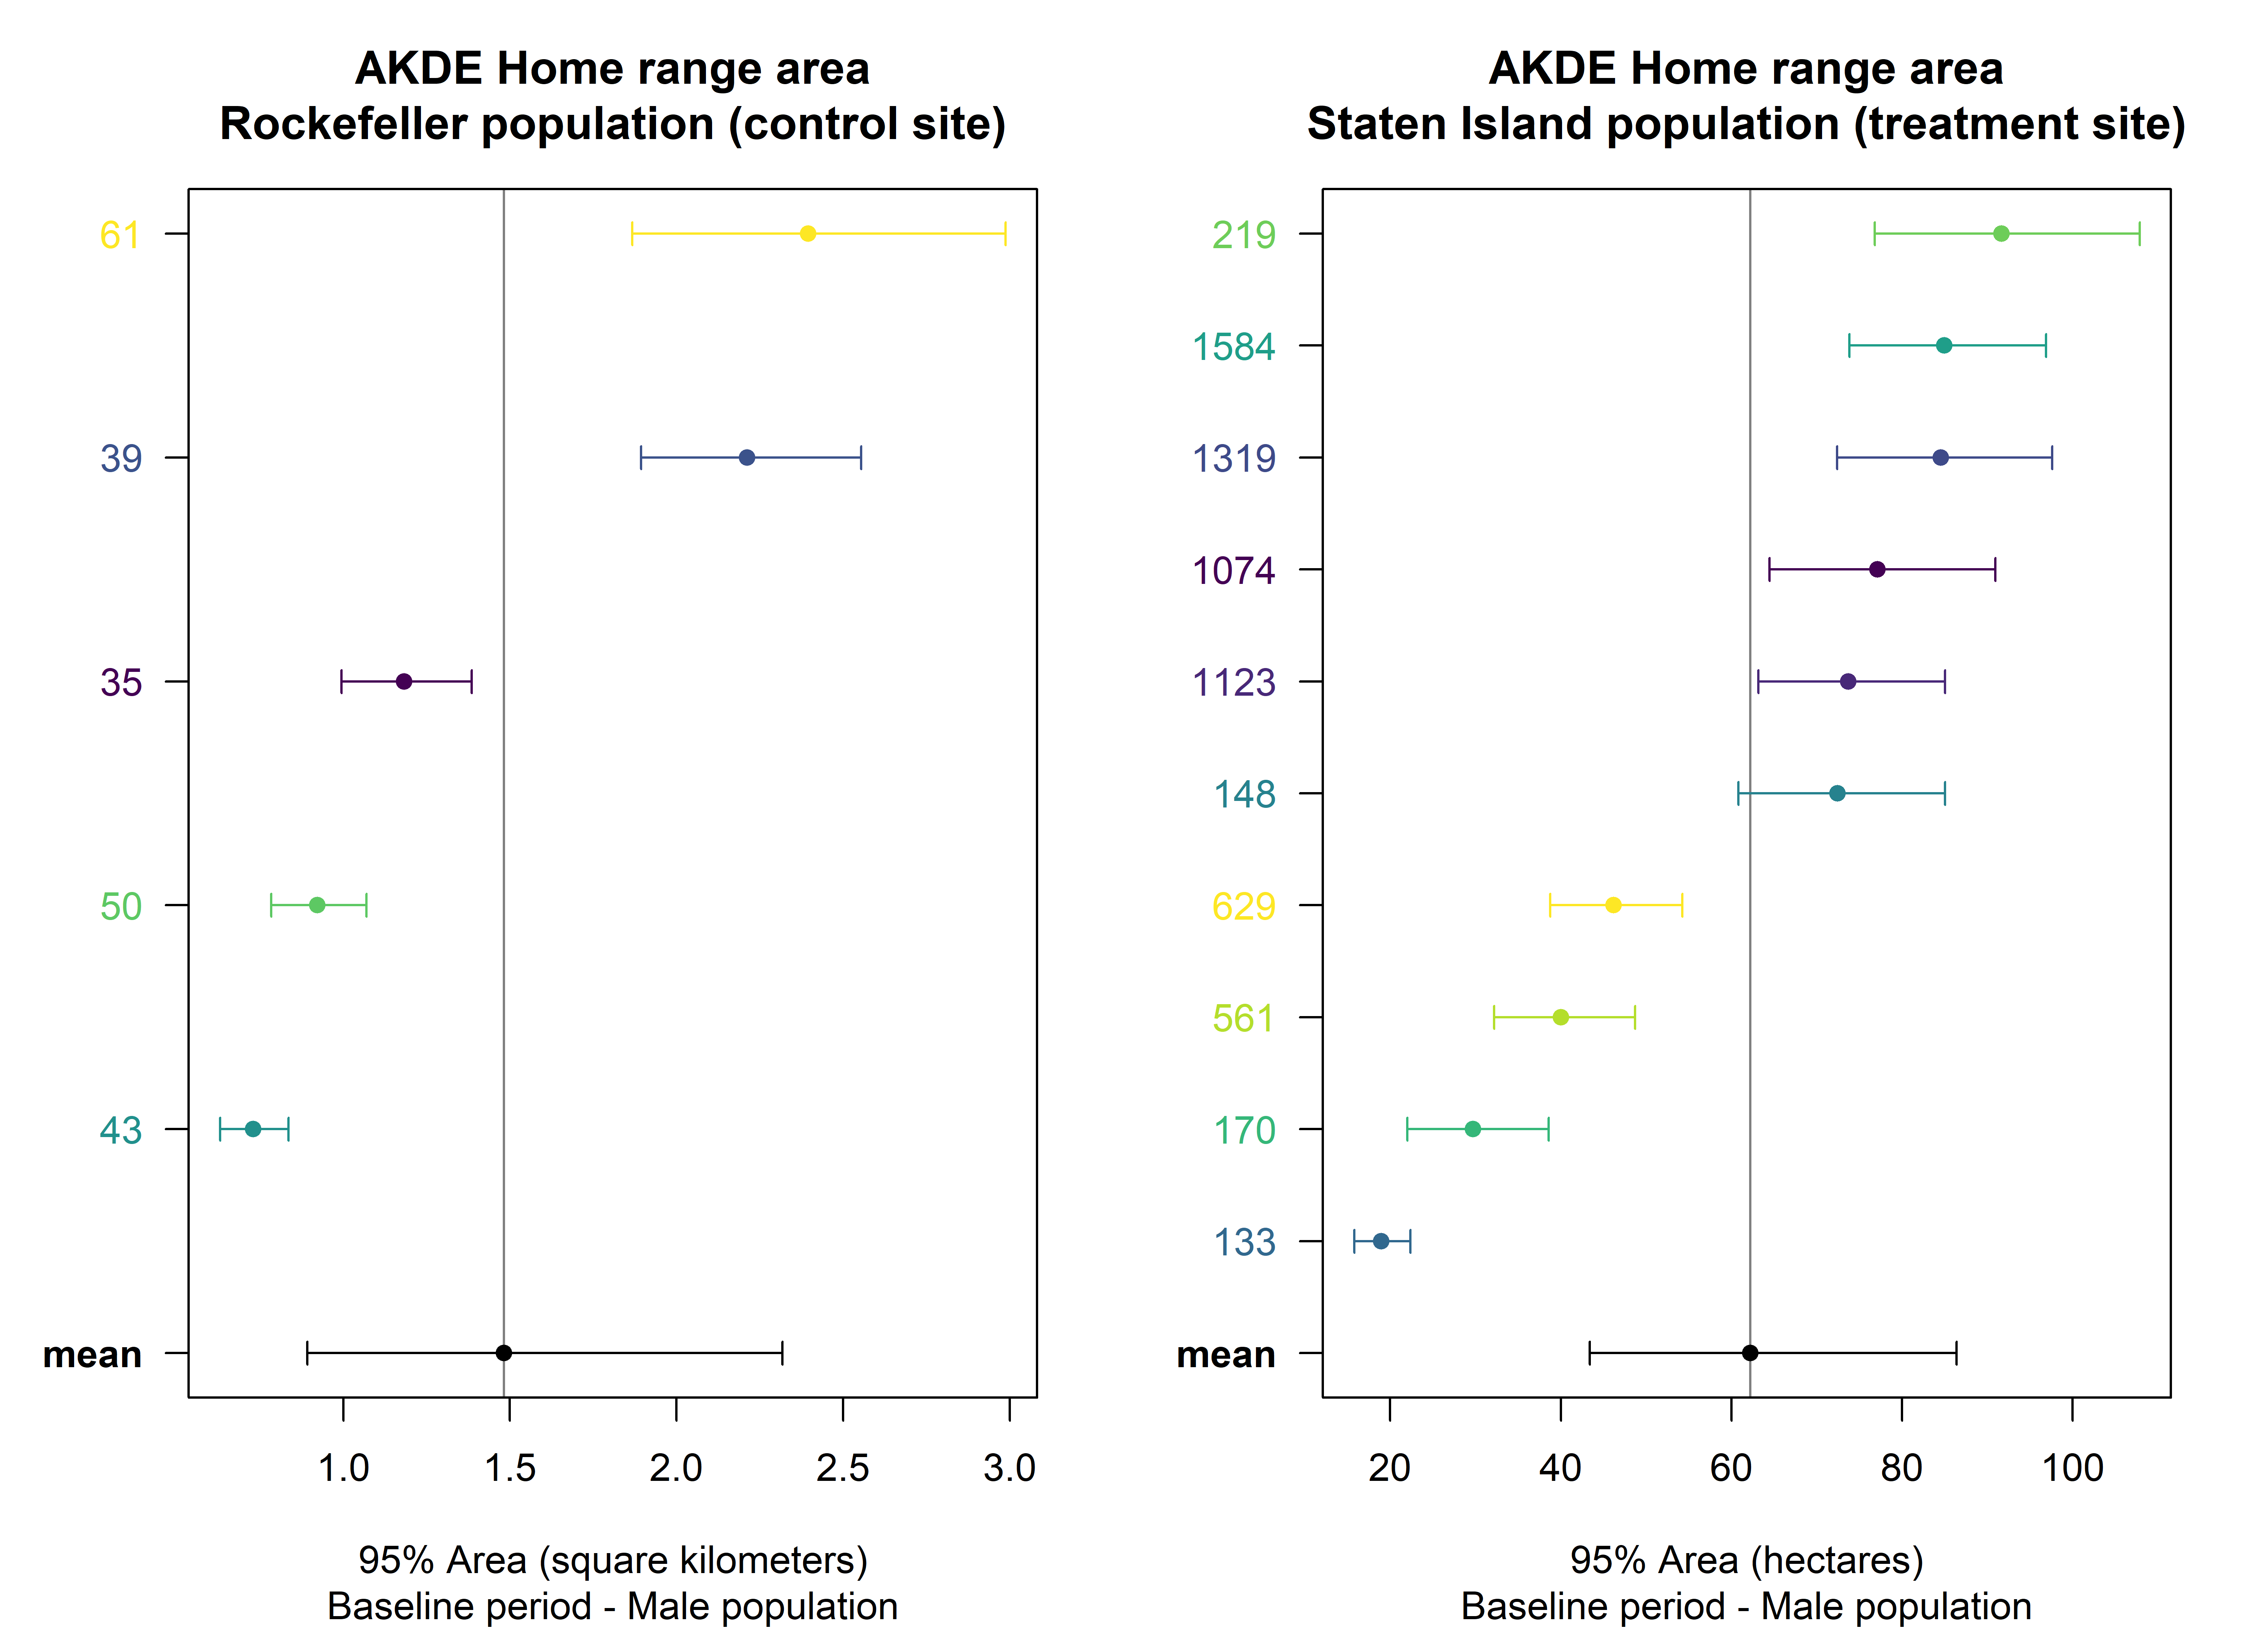 AKDE Home range area
Rockefeller population (control site)
61
39
35
50
43
mean
1.0 1.5 2.0 2.5 3.0
95% Area (square kilometers)
Baseline period - Male population
AKDE Home range area
Staten Island population (treatment site)
219
1584
1319
1074
1123
148
629
561
170
133
mean
20 40 60 80 100
95% Area (hectares)
Baseline period - Male population